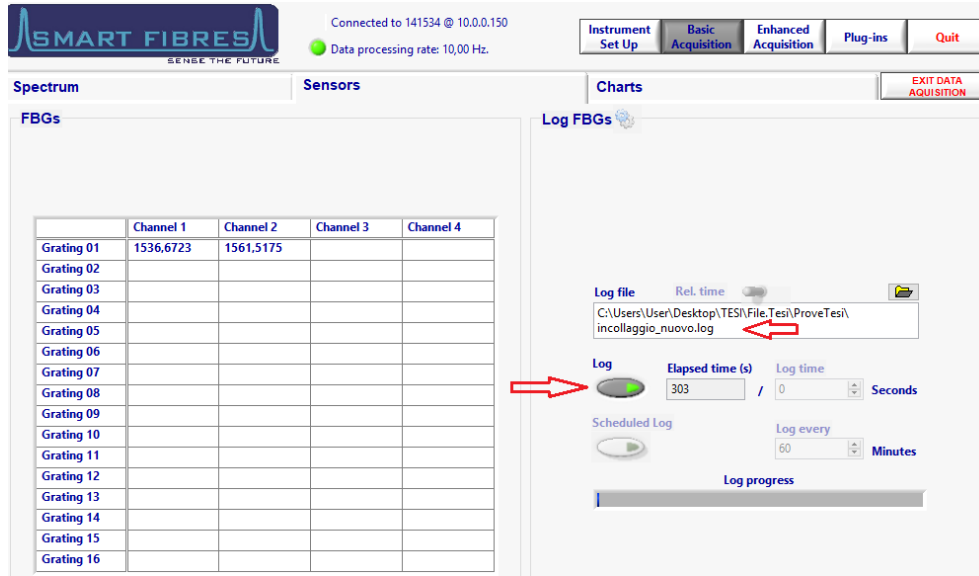 SMART FIBRES
SENSE THE FUTURE
Connected to 141534 @ 10.0.0.150
Data processing rate: 10,00 Hz.
Instrument Set Up
Basic Acquisition
Enhanced Acquisition
Plug-ins
Quit
Spectrum
Sensors
Charts
EXIT DATA AQUISITION
FBGs
Channel 1 Channel 2 Channel 3 Channel 4
Grating 01 1536,6723 1561,5175
Grating 02
Grating 03
Grating 04
Grating 05
Grating 06
Grating 07
Grating 08
Grating 09
Grating 10
Grating 11
Grating 12
Grating 13
Grating 14
Grating 15
Grating 16
Log FBGs
Log file Rel. time
C:\Users\User\Desktop\TESI\File.Tesi\ProveTesi\
incollaggio_nuovo.log
Log Elapsed time (s) Log time
303 / 0 Seconds
Scheduled Log Log every
60 Minutes
Log progress